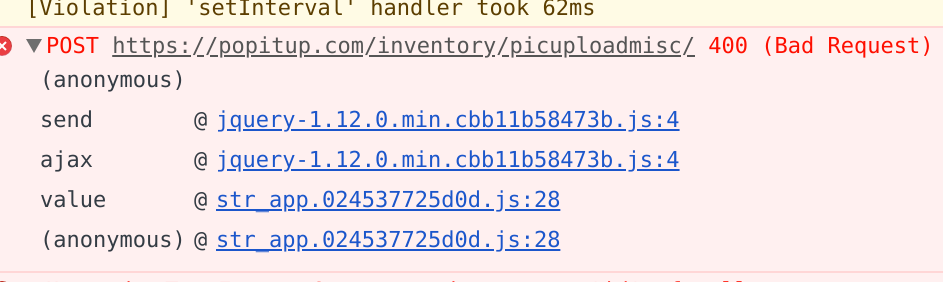 [Violation] 'setInterval' handler took 62ms
▼POST https://popitup.com/inventory/picuploadmisc/ 400 (Bad Request)
(anonymous)
send @ jquery-1.12.0.min.cbb11b58473b.js:4
ajax @ jquery-1.12.0.min.cbb11b58473b.js:4
value @ str_app.024537725d0d.js:28
(anonymous) @ str_app.024537725d0d.js:28